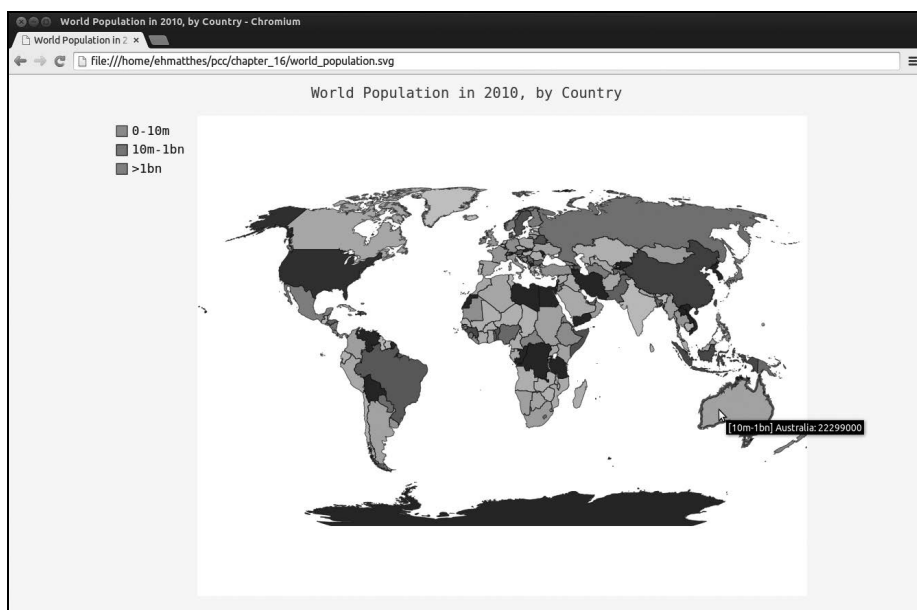 World Population in 2010, by Country - Chromium
World Population in 2
file:///home/ehmatthes/pcc/chapter_16/world_population.svg
World Population in 2010, by Country
0-10m
10m-1bn
>1bn
[10m-1bn] Australia: 22299000